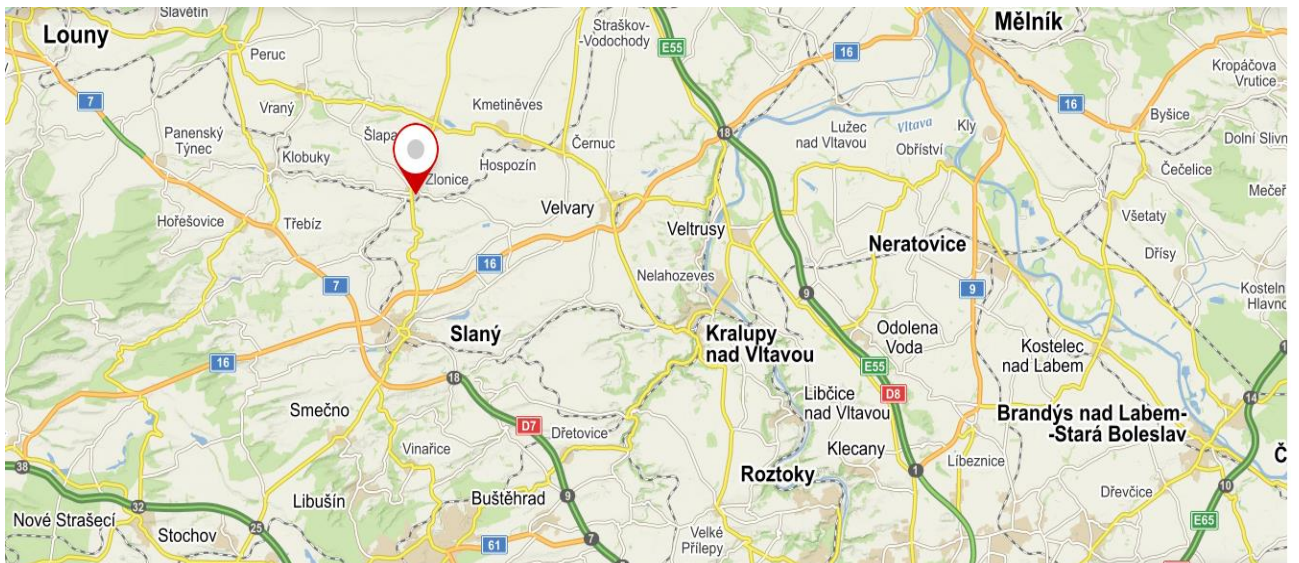 Slavětín
Louny
Straškov-
-Vodochody
Mělník
E55
16
Peruc
Kropáčova
Vrutice
7
Vraný
Kmetiněves
16
Byšice
Panenský
Týnec
Šlapa
Černuc
18
Lužec
nad Vltavou
Vltava
Kly
Dolní Slivn
Klobuky
Hospozín
Obříství
Čečelice
Zlonice
Mečeř
Hořešovice
Třebíz
Velvary
Veltrusy
Všetaty
Neratovice
Dřísy
16
7
Nelahozeves
9
9
Kosteln
Hlavno
Slaný
Kralupy
nad Vltavou
Odolena
Voda
Kostelec
nad Labem
16
E55
18
D8
14
Smečno
Libčice
nad Vltavou
Brandýs nad Labem-
-Stará Boleslav
D7
Dřetovice
Vinařice
Klecany
Č
38
1
Líbeznice
Roztoky
10
Libušín
Buštěhrad
9
Dřevčice
32
Nové Strašecí
25
E65
Stochov
Velké
Přílepy
7
61